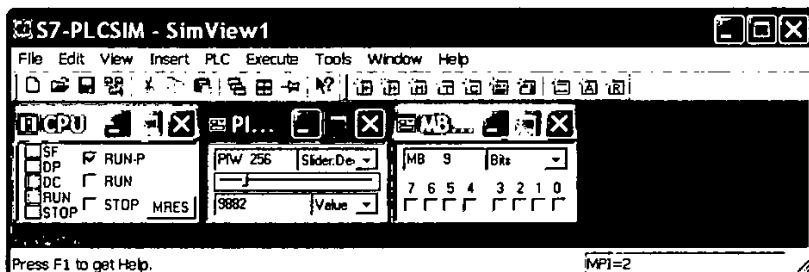 S7-PLCSIM - SimView1
File Edit View Insert PLC Execute Tools Window Help
CPU
SF
DP
DC
RUN
STOP
RUN-P
RUN
STOP
MRES
PI...
PIW 256 Slider:De
9882 Value
MB...
MB 9 Bits
7 6 5 4 3 2 1 0
Press F1 to get Help.
MPI=2